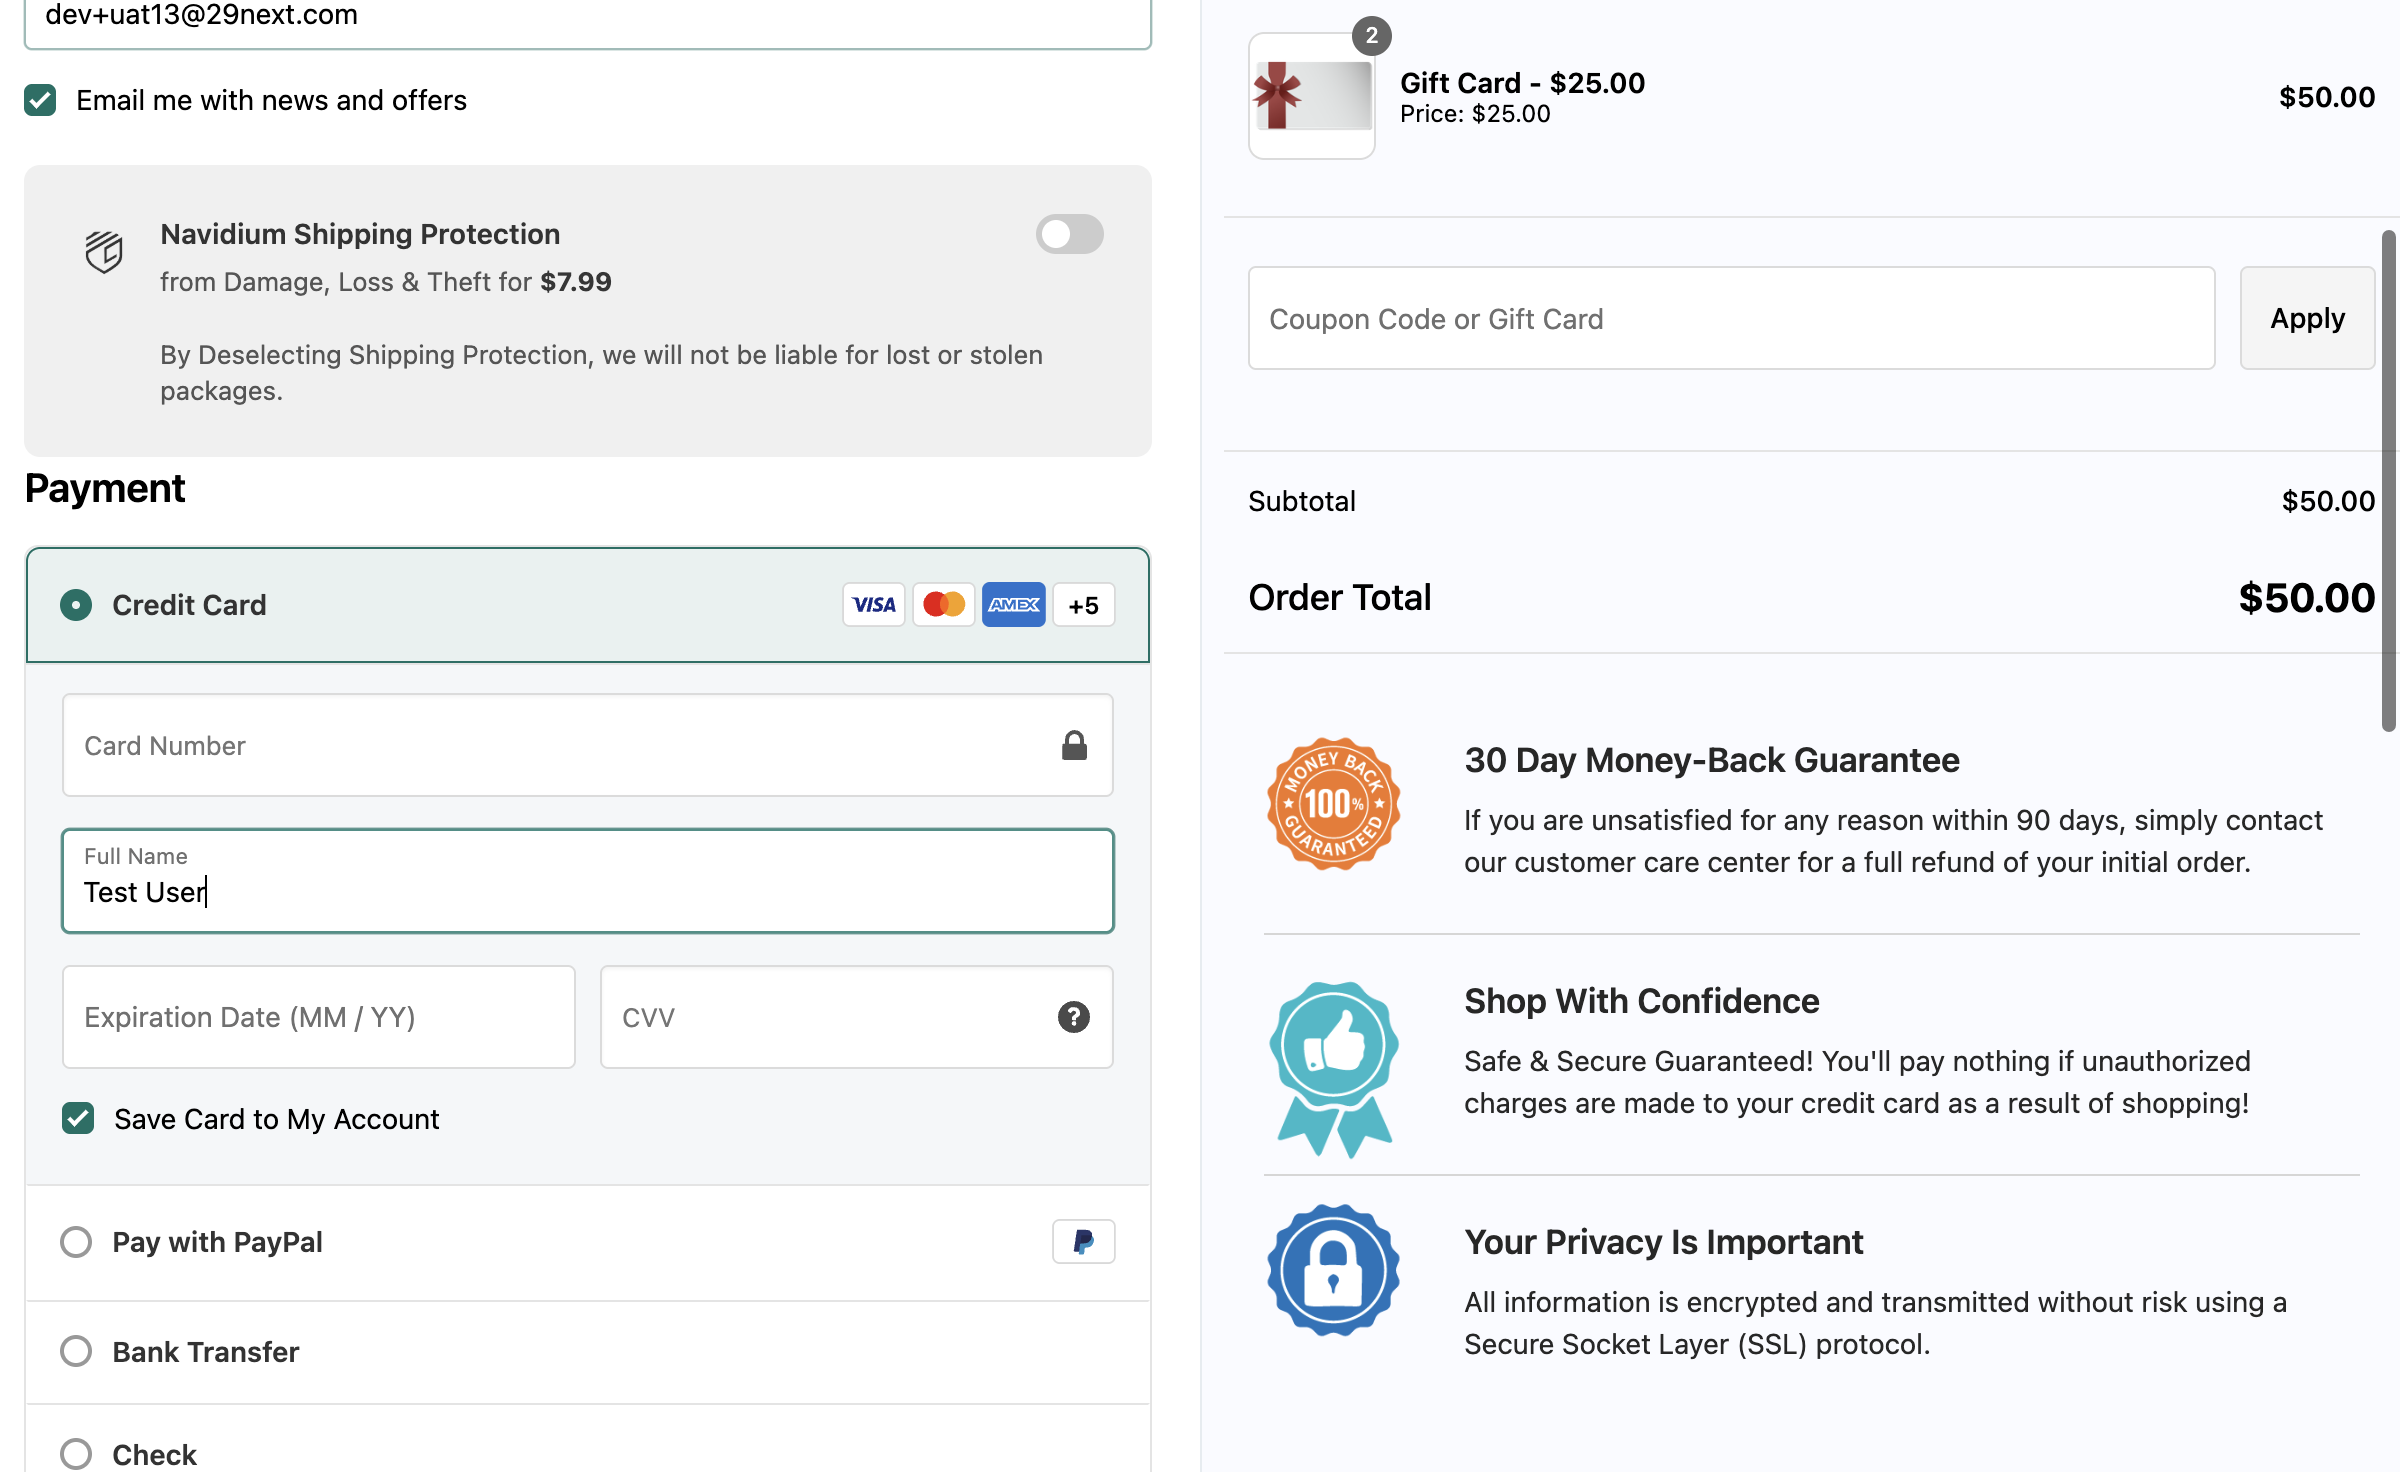 dev+uat13@29next.com
Email me with news and offers
Navidium Shipping Protection
from Damage, Loss & Theft for $7.99
By Deselecting Shipping Protection, we will not be liable for lost or stolen
packages.
Payment
Credit Card
VISA
AMEX
+5
Card Number
Full Name
Test User
Expiration Date (MM / YY)
CVV
?
Save Card to My Account
Pay with PayPal
Bank Transfer
Check
2
Gift Card - $25.00
Price: $25.00
$50.00
Coupon Code or Gift Card
Apply
Subtotal
$50.00
Order Total
$50.00
MONEY BACK
100%
GUARANTEED
30 Day Money-Back Guarantee
If you are unsatisfied for any reason within 90 days, simply contact
our customer care center for a full refund of your initial order.
Shop With Confidence
Safe & Secure Guaranteed! You'll pay nothing if unauthorized
charges are made to your credit card as a result of shopping!
Your Privacy Is Important
All information is encrypted and transmitted without risk using a
Secure Socket Layer (SSL) protocol.